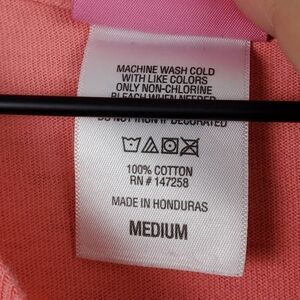 MACHINE WASH COLD
WITH LIKE COLORS
ONLY NON-CHLORINE
BLEACH WHEN NEEDED
DO NOT IRON IF DECORATED
100% COTTON
RN # 147258
MADE IN HONDURAS
MEDIUM